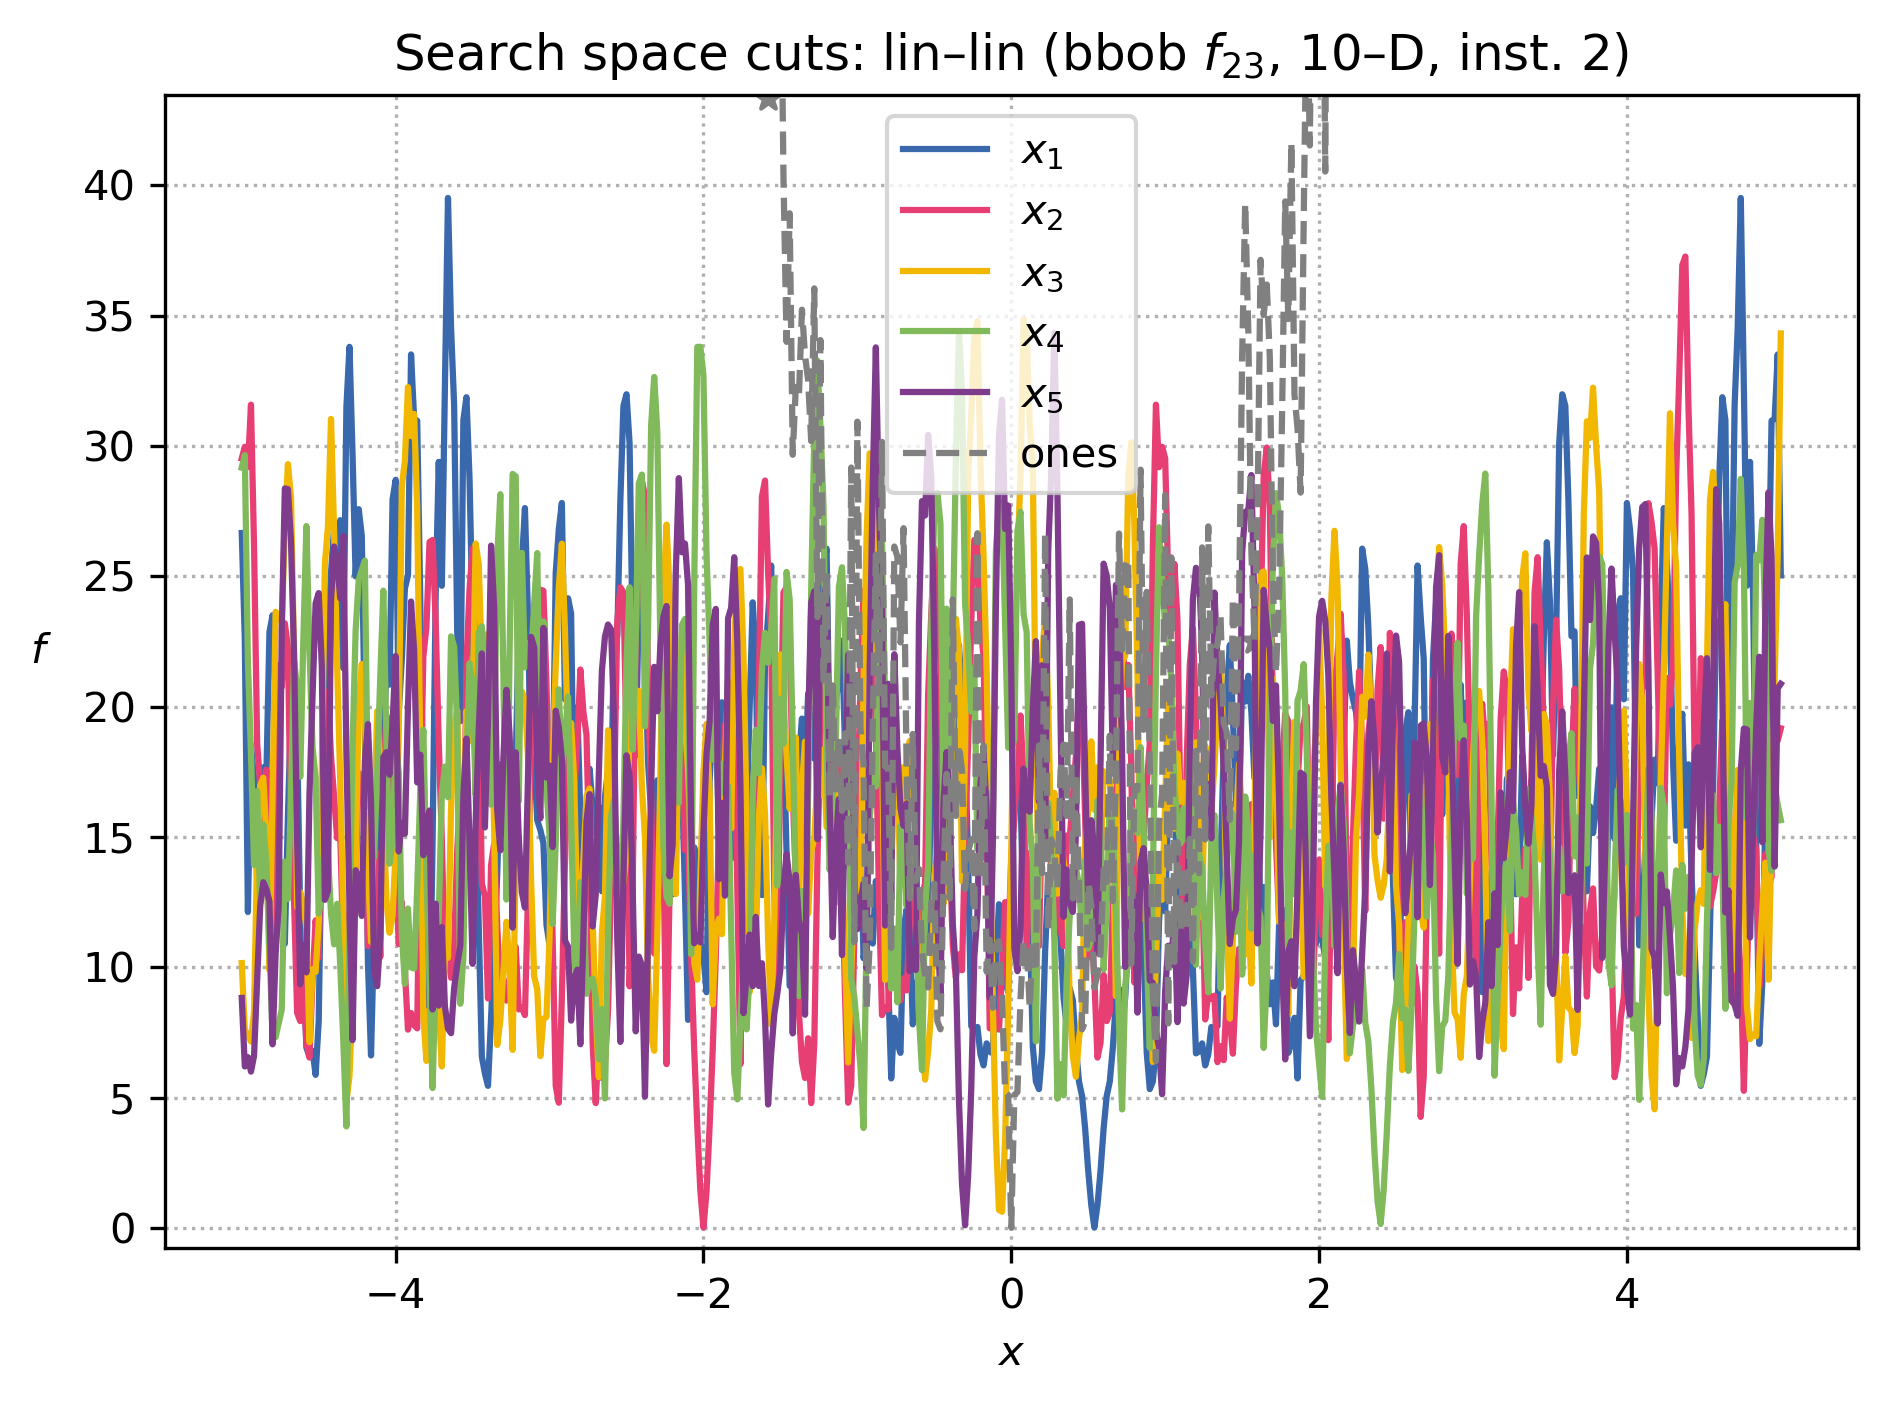 Search space cuts: lin–lin (bbob f₂₃, 10–D, inst. 2)
x₁
x₂
x₃
x₄
x₅
ones
40
35
30
25
20
15
10
5
0
f
−4 −2 0 2 4
x